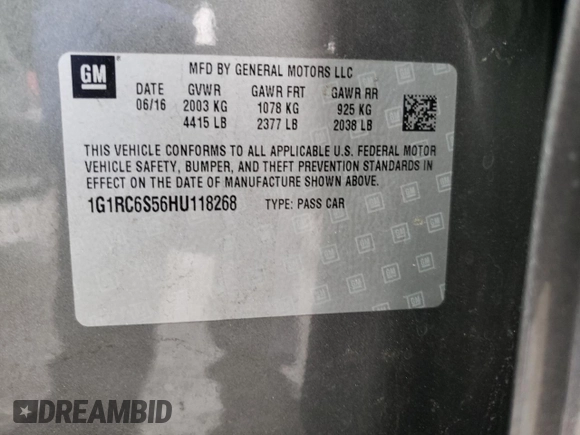 GM
MFD BY GENERAL MOTORS LLC
DATE GVWR GAWR FRT GAWR RR
06/16 2003 KG 1078 KG 925 KG
4415 LB 2377 LB 2038 LB
THIS VEHICLE CONFORMS TO ALL APPLICABLE U.S. FEDERAL MOTOR
VEHICLE SAFETY, BUMPER, AND THEFT PREVENTION STANDARDS IN
EFFECT ON THE DATE OF MANUFACTURE SHOWN ABOVE.
1G1RC6S56HU118268 TYPE: PASS CAR
DREAMBID